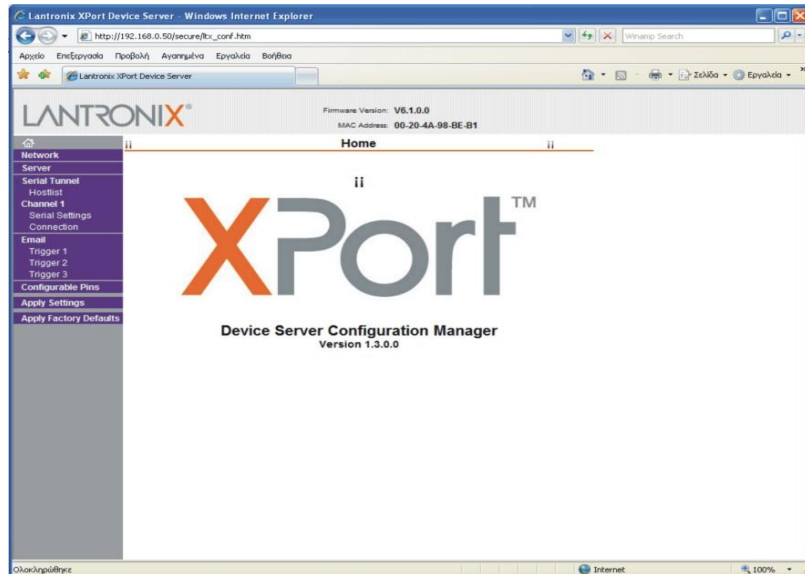 Lantronix XPort Device Server - Windows Internet Explorer
http://192.168.0.50/secure/ltx_conf.htm
Winamp Search
Αρχείο Επεξεργασία Προβολή Αγαπημένα Εργαλεία Βοήθεια
Lantronix XPort Device Server
Σελίδα
Εργαλεία
LANTRONIX®
Firmware Version: V6.1.0.0
MAC Address: 00-20-4A-98-BE-B1
Network
Server
Serial Tunnel
Hostlist
Channel 1
Serial Settings
Connection
Email
Trigger 1
Trigger 2
Trigger 3
Configurable Pins
Apply Settings
Apply Factory Defaults
¡¡ Home ¡¡
¡¡
XPort™
Device Server Configuration Manager
Version 1.3.0.0
Ολοκληρώθηκε
Internet
100%